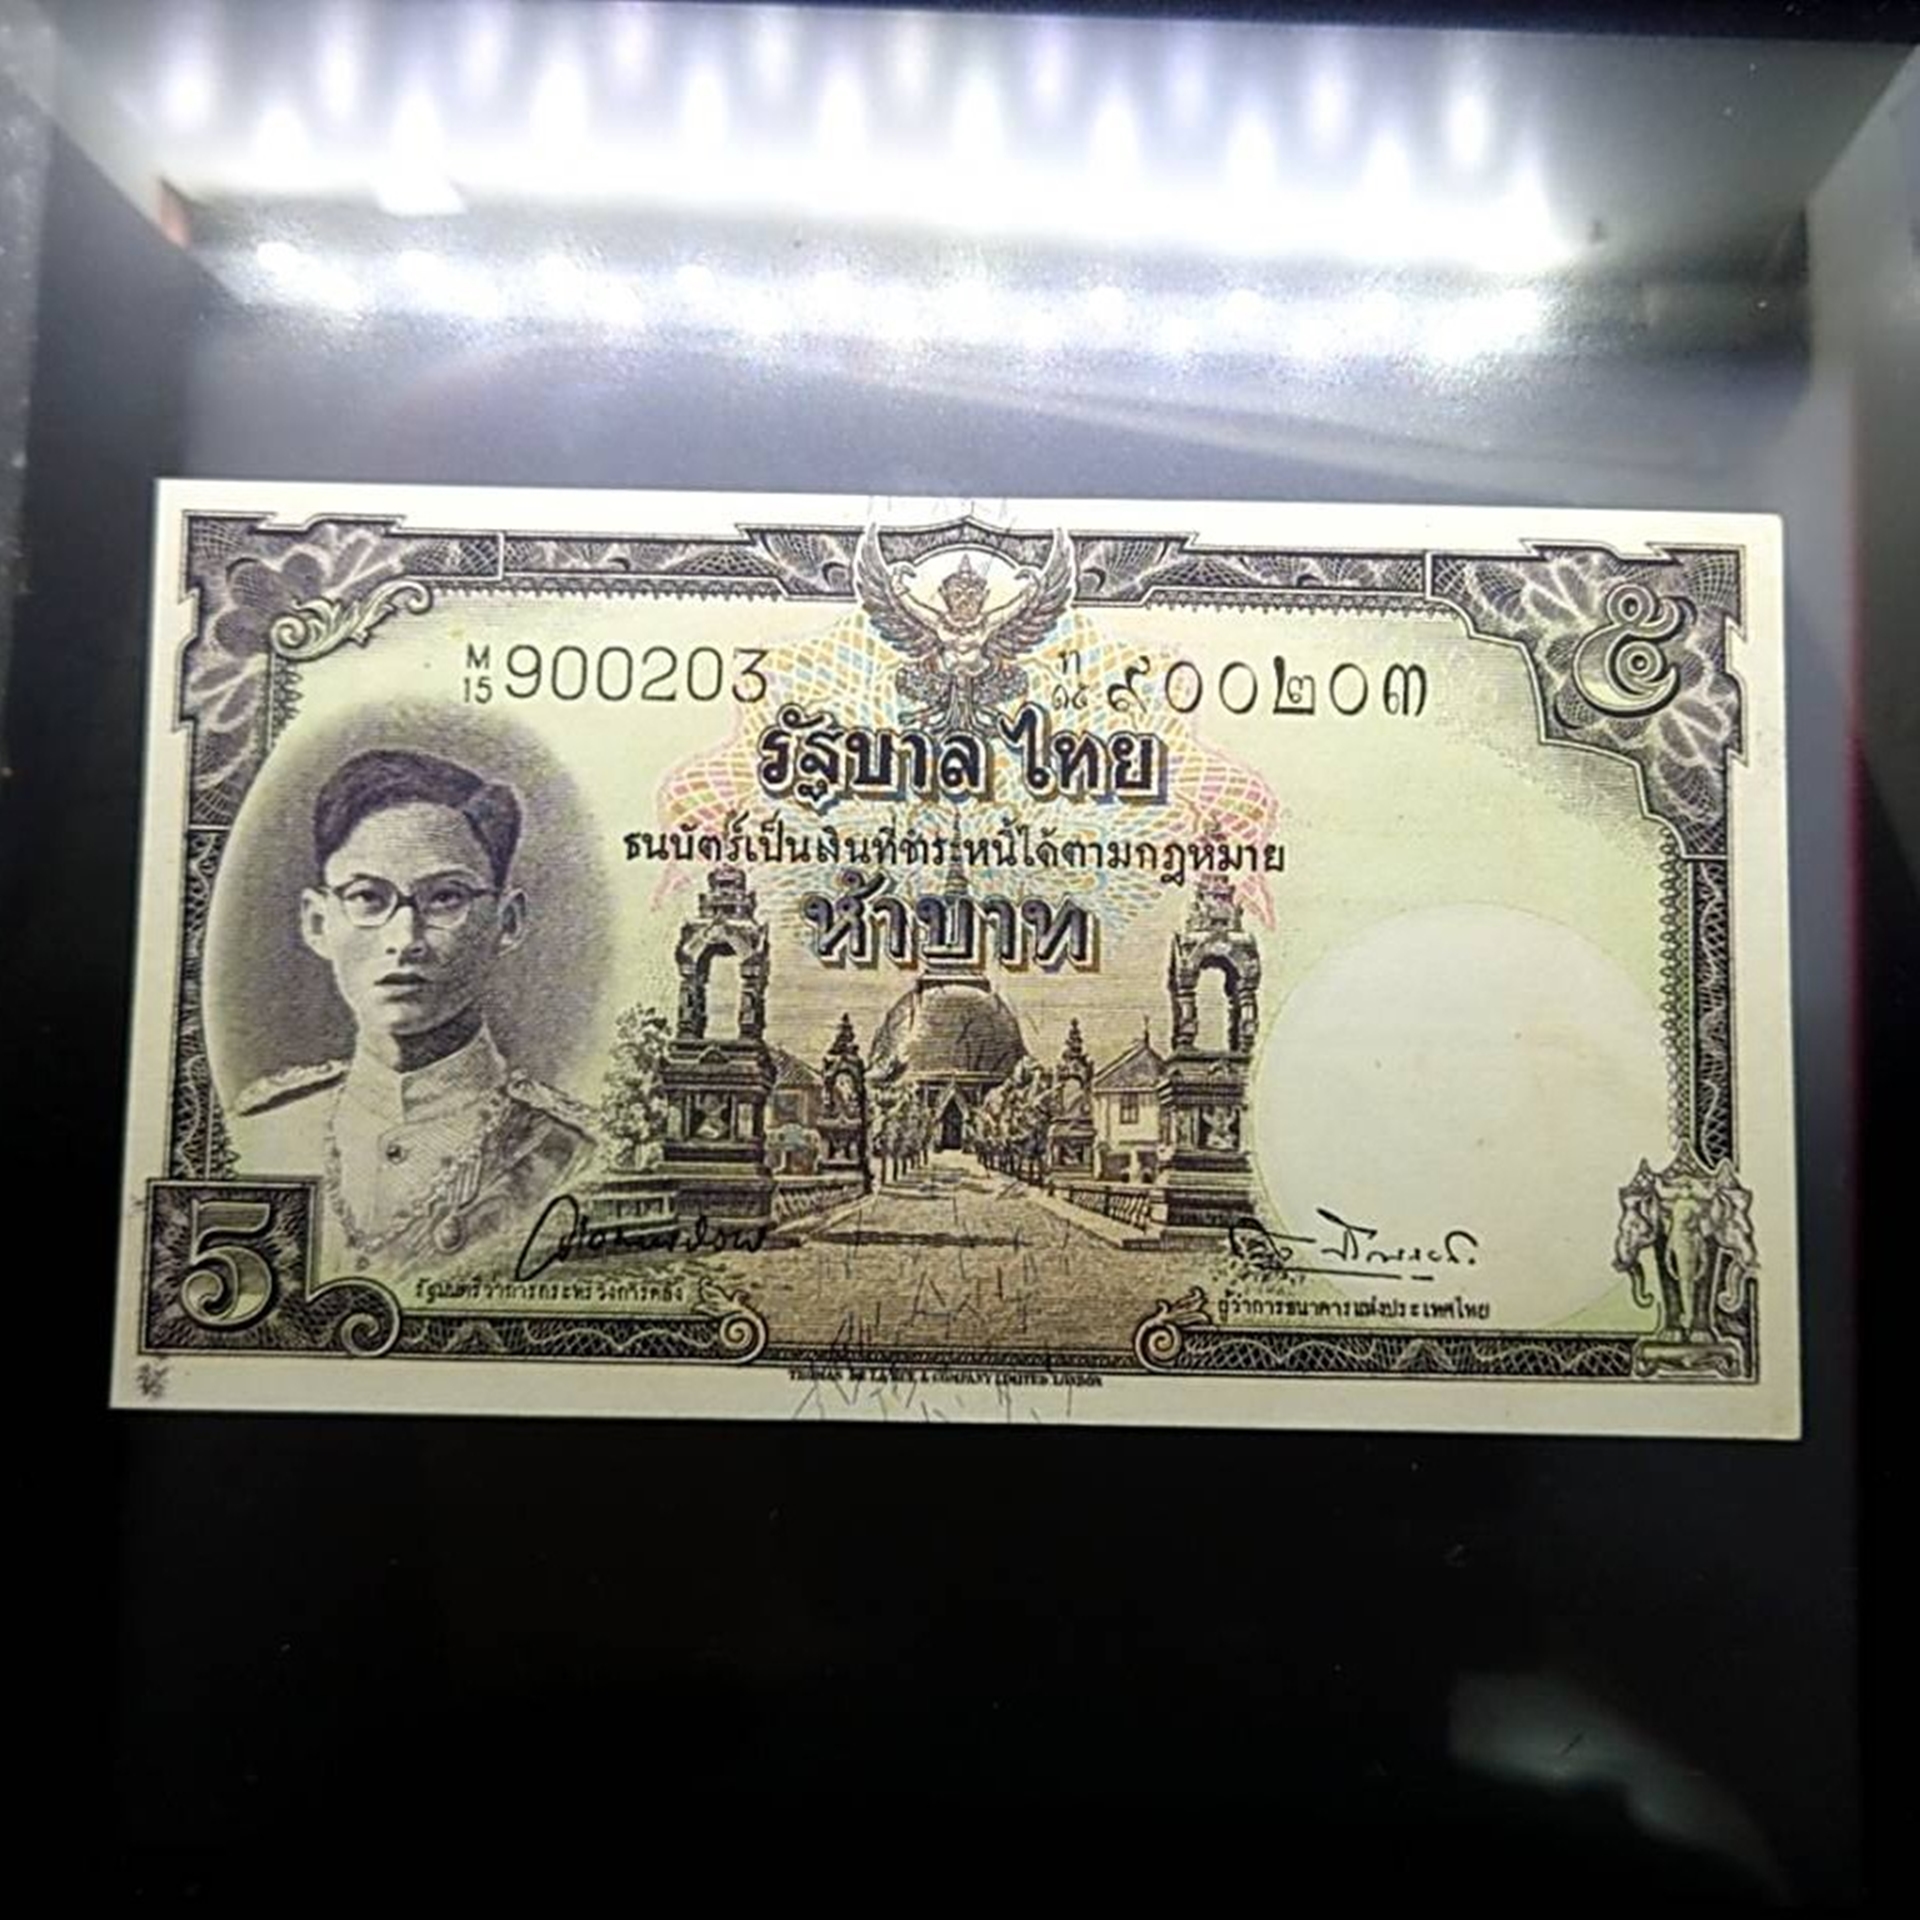 M/15 900203 ท/๑๕ ๙๐๐๒๐๓ ๕
รัฐบาลไทย
ธนบัตร์เป็นเงินที่ชำระหนี้ได้ตามกฎหมาย
ห้าบาท
5
รัฐมนตรีว่าการกระทรวงการคลัง ผู้ว่าการธนาคารแห่งประเทศไทย
THOMAS DE LA RUE & COMPANY LIMITED LONDON